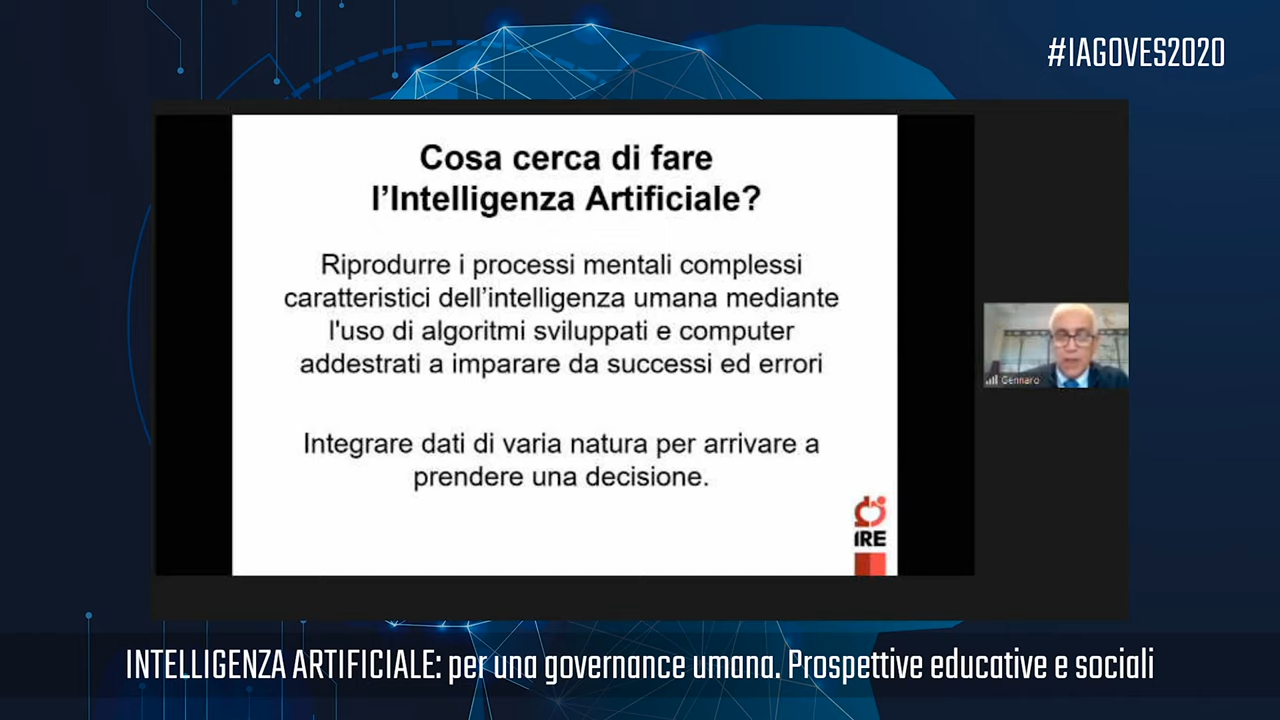 #IAGOVES2020
Cosa cerca di fare
l’Intelligenza Artificiale?
Riprodurre i processi mentali complessi
caratteristici dell’intelligenza umana mediante
l'uso di algoritmi sviluppati e computer
addestrati a imparare da successi ed errori
Integrare dati di varia natura per arrivare a
prendere una decisione.
IRE
Gennaro
INTELLIGENZA ARTIFICIALE: per una governance umana. Prospettive educative e sociali